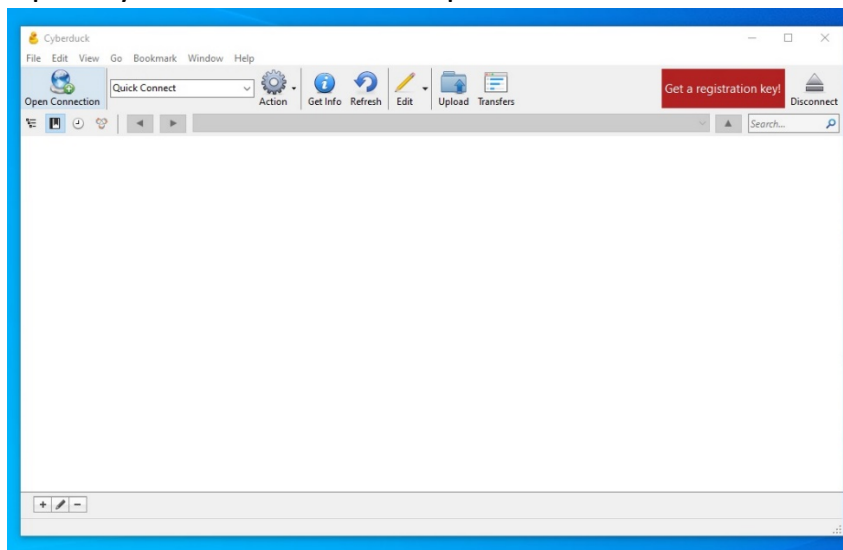 Cyberduck
File Edit View Go Bookmark Window Help
Open Connection
Quick Connect
Action
Get Info
Refresh
Edit
Upload
Transfers
Get a registration key!
Disconnect
Search...